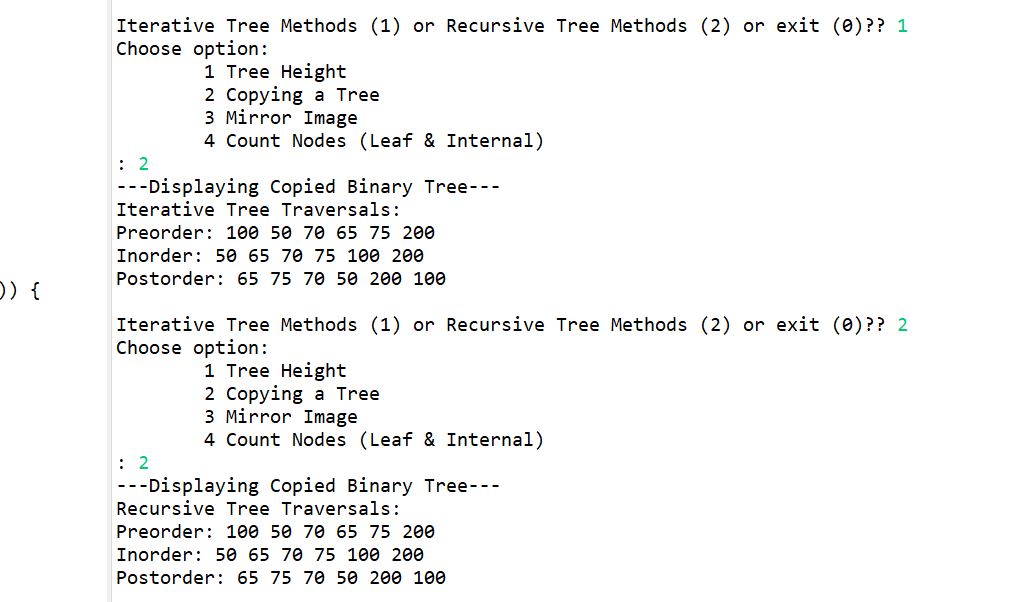 Iterative Tree Methods (1) or Recursive Tree Methods (2) or exit (0)?? 1
Choose option:
1 Tree Height
2 Copying a Tree
3 Mirror Image
4 Count Nodes (Leaf & Internal)
: 2
---Displaying Copied Binary Tree---
Iterative Tree Traversals:
Preorder: 100 50 70 65 75 200
Inorder: 50 65 70 75 100 200
Postorder: 65 75 70 50 200 100
)) {
Iterative Tree Methods (1) or Recursive Tree Methods (2) or exit (0)?? 2
Choose option:
1 Tree Height
2 Copying a Tree
3 Mirror Image
4 Count Nodes (Leaf & Internal)
: 2
---Displaying Copied Binary Tree---
Recursive Tree Traversals:
Preorder: 100 50 70 65 75 200
Inorder: 50 65 70 75 100 200
Postorder: 65 75 70 50 200 100